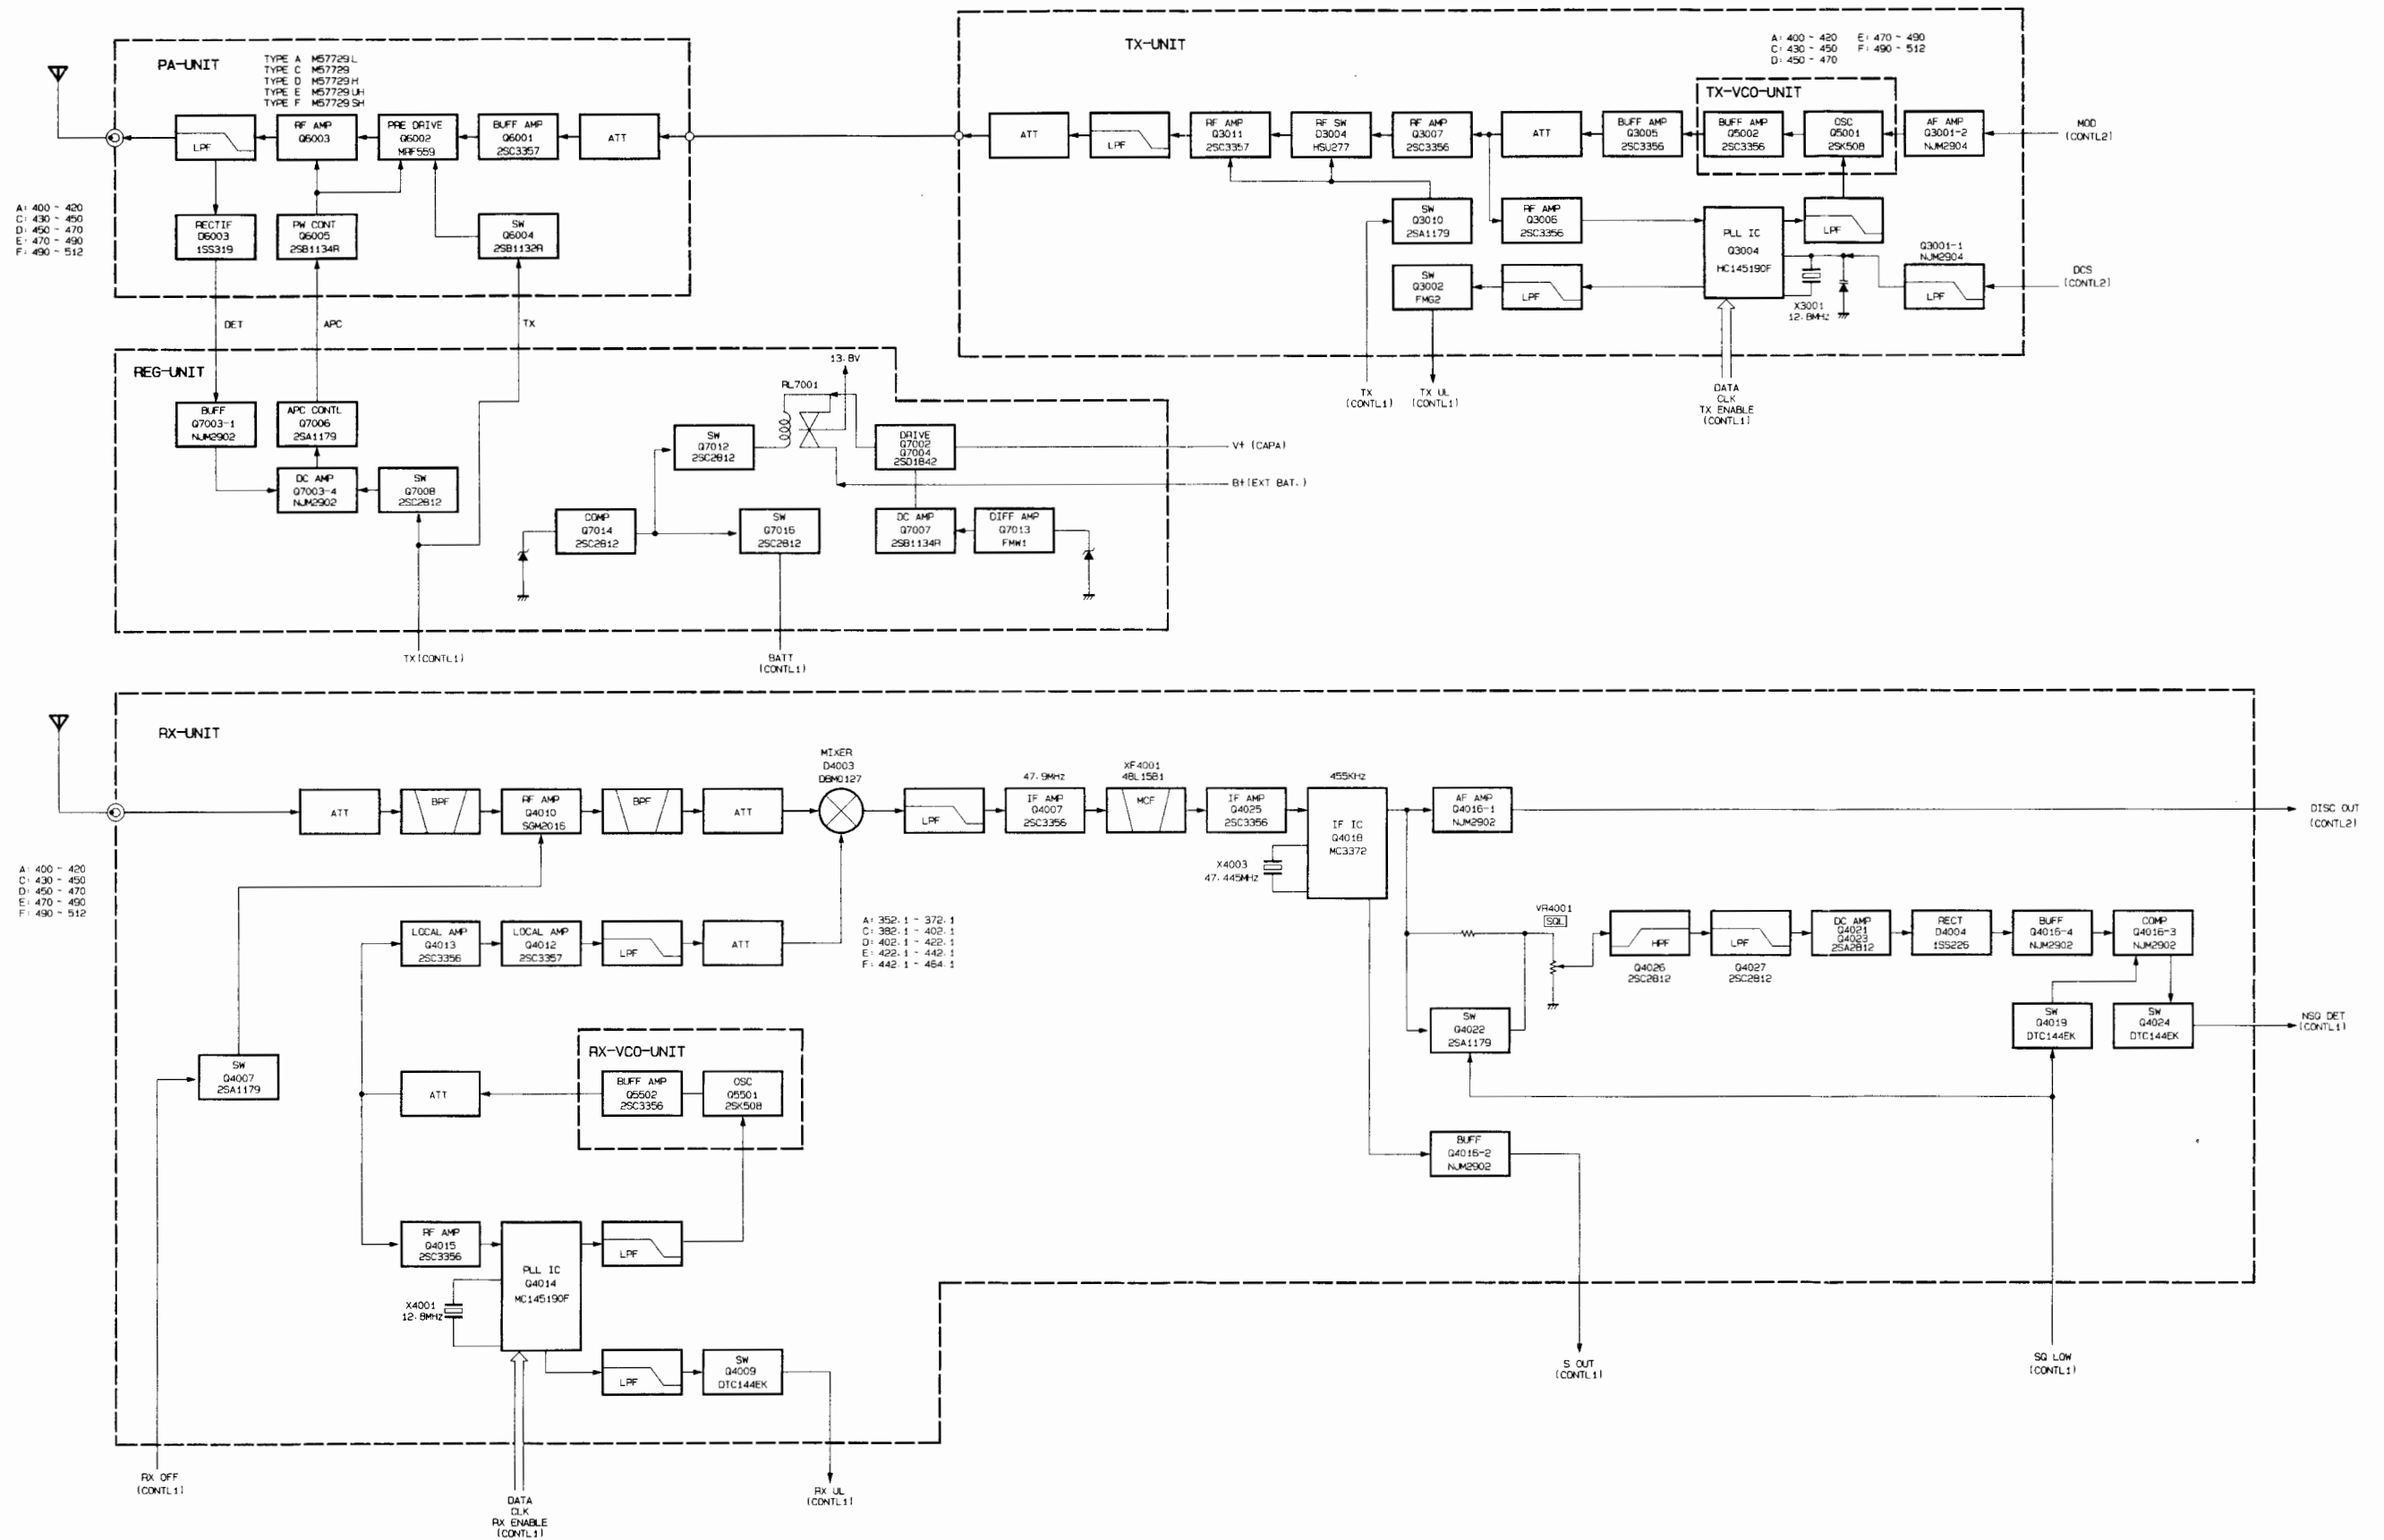 PA-UNIT
TYPE A M57729L
TYPE C M57729
TYPE D M57729H
TYPE E M57729UH
TYPE F M57729SH
LPF
RF AMP
Q6003
PRE DRIVE
Q6002
MRF559
BUFF AMP
Q6001
2SC3357
ATT
A: 400 - 420
C: 430 - 450
D: 450 - 470
E: 470 - 490
F: 490 - 512
RECTIF
D6003
1SS319
PW CONT
Q6005
2SB1134R
SW
Q6004
2SB1132R
DET
APC
TX
TX-UNIT
A: 400 - 420 E: 470 - 490
C: 430 - 450 F: 490 - 512
D: 450 - 470
TX-VCO-UNIT
ATT
LPF
RF AMP
Q3011
2SC3357
RF SW
D3004
HSU277
RF AMP
Q3007
2SC3356
ATT
BUFF AMP
Q3005
2SC3356
BUFF AMP
Q5002
2SC3356
OSC
Q5001
2SK508
AF AMP
Q3001-2
NJM2904
MOD
(CONTL2)
SW
Q3010
2SA1179
RF AMP
Q3006
2SC3356
PLL IC
Q3004
HC145190F
LPF
Q3001-1
NJM2904
LPF
DCS
(CONTL2)
SW
Q3002
FMG2
LPF
X3001
12.8MHz
TX
(CONTL1)
TX UL
(CONTL1)
DATA
CLK
TX ENABLE
(CONTL1)
REG-UNIT
13.8V
RL7001
BUFF
Q7003-1
NJM2902
APC CONTL
Q7006
2SA1179
SW
Q7012
2SC2812
DRIVE
Q7002
Q7004
2SD1842
V+ (CAPA)
DC AMP
Q7003-4
NJM2902
SW
Q7008
2SC2812
B+(EXT BAT.)
COMP
Q7014
2SC2812
SW
Q7016
2SC2812
DC AMP
Q7007
2SB1134R
DIFF AMP
Q7013
FMW1
TX(CONTL1)
BATT
(CONTL1)
RX-UNIT
ATT
BPF
RF AMP
Q4010
SGM2016
BPF
ATT
MIXER
D4003
DBM0127
LPF
47.9MHz
IF AMP
Q4007
2SC3356
XF4001
48L15B1
MCF
IF AMP
Q4025
2SC3356
455KHz
IF IC
Q4018
MC3372
AF AMP
Q4016-1
NJM2902
DISC OUT
(CONTL2)
X4003
47.445MHz
A: 400 - 420
C: 430 - 450
D: 450 - 470
E: 470 - 490
F: 490 - 512
LOCAL AMP
Q4013
2SC3356
LOCAL AMP
Q4012
2SC3357
LPF
ATT
A: 352.1 - 372.1
C: 382.1 - 402.1
D: 402.1 - 422.1
E: 422.1 - 442.1
F: 442.1 - 464.1
VR4001
SQL
HPF
Q4026
2SC2812
LPF
Q4027
2SC2812
DC AMP
Q4021
Q4023
2SA2812
RECT
D4004
1SS226
BUFF
Q4016-4
NJM2902
COMP
Q4016-3
NJM2902
SW
Q4022
2SA1179
SW
Q4019
DTC144EK
SW
Q4024
DTC144EK
NSQ DET
(CONTL1)
SW
Q4007
2SA1179
RX-VCO-UNIT
ATT
BUFF AMP
Q5502
2SC3356
OSC
Q5501
2SK508
BUFF
Q4016-2
NJM2902
RF AMP
Q4015
2SC3356
PLL IC
Q4014
MC145190F
LPF
X4001
12.8MHz
LPF
SW
Q4009
DTC144EK
S OUT
(CONTL1)
SQ LOW
(CONTL1)
RX OFF
(CONTL1)
DATA
CLK
RX ENABLE
(CONTL1)
RX UL
(CONTL1)